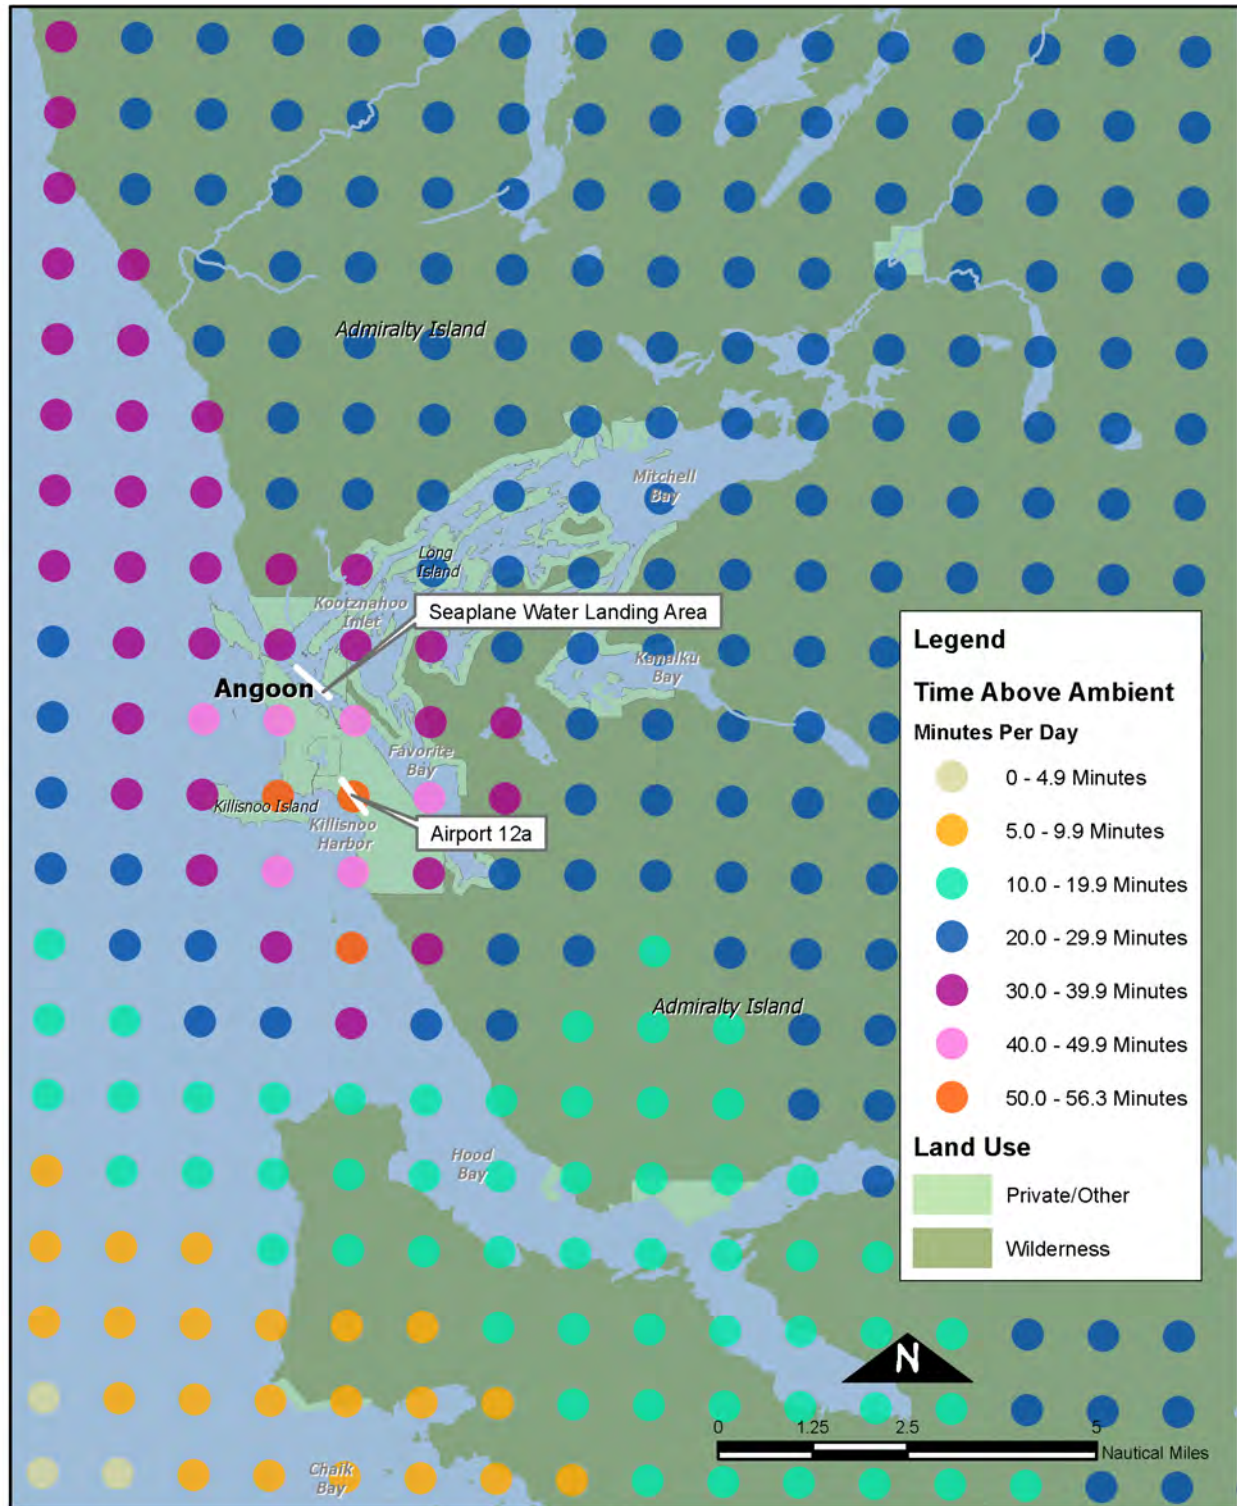 Admiralty Island
Mitchell
Bay
Long
Island
Kootznahoo
Inlet
Seaplane Water Landing Area
Kanalku
Bay
Angoon
Favorite
Bay
Killisnoo Island
Killisnoo
Harbor
Airport 12a
Admiralty Island
Hood
Bay
Chaik
Bay
Legend
Time Above Ambient
Minutes Per Day
0 - 4.9 Minutes
5.0 - 9.9 Minutes
10.0 - 19.9 Minutes
20.0 - 29.9 Minutes
30.0 - 39.9 Minutes
40.0 - 49.9 Minutes
50.0 - 56.3 Minutes
Land Use
Private/Other
Wilderness
N
0 1.25 2.5 5
Nautical Miles